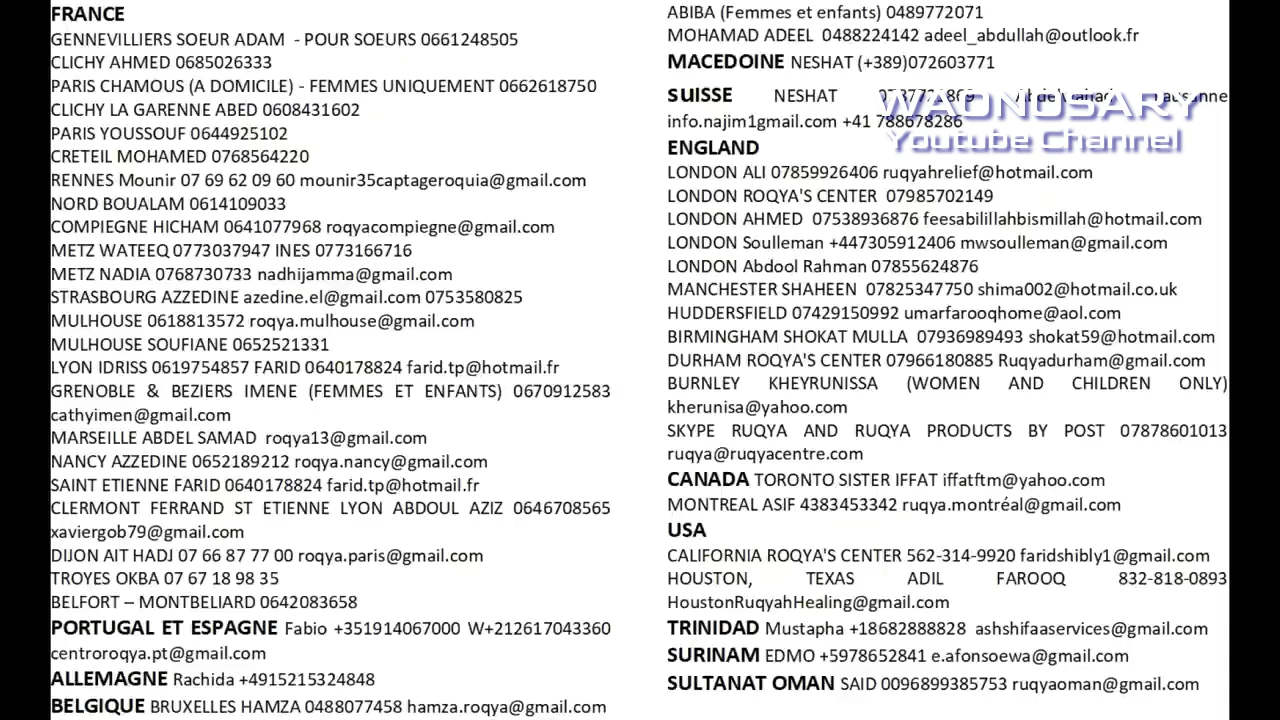 FRANCE
GENNEVILLIERS SOEUR ADAM - POUR SOEURS 0661248505
CLICHY AHMED 0685026333
PARIS CHAMOUS (A DOMICILE) - FEMMES UNIQUEMENT 0662618750
CLICHY LA GARENNE ABED 0608431602
PARIS YOUSSOUF 0644925102
CRETEIL MOHAMED 0768564220
RENNES Mounir 07 69 62 09 60 mounir35captageroquia@gmail.com
NORD BOUALAM 0614109033
COMPIEGNE HICHAM 0641077968 roqyacompiegne@gmail.com
METZ WATEEQ 0773037947 INES 0773166716
METZ NADIA 0768730733 nadhijamma@gmail.com
STRASBOURG AZZEDINE azedine.el@gmail.com 0753580825
MULHOUSE 0618813572 roqya.mulhouse@gmail.com
MULHOUSE SOUFIANE 0652521331
LYON IDRISS 0619754857 FARID 0640178824 farid.tp@hotmail.fr
GRENOBLE & BEZIERS IMENE (FEMMES ET ENFANTS) 0670912583
cathyimen@gmail.com
MARSEILLE ABDEL SAMAD roqya13@gmail.com
NANCY AZZEDINE 0652189212 roqya.nancy@gmail.com
SAINT ETIENNE FARID 0640178824 farid.tp@hotmail.fr
CLERMONT FERRAND ST ETIENNE LYON ABDOUL AZIZ 0646708565
xaviergob79@gmail.com
DIJON AIT HADJ 07 66 87 77 00 roqya.paris@gmail.com
TROYES OKBA 07 67 18 98 35
BELFORT – MONTBELIARD 0642083658
PORTUGAL ET ESPAGNE Fabio +351914067000 W+212617043360
centroroqya.pt@gmail.com
ALLEMAGNE Rachida +4915215324848
BELGIQUE BRUXELLES HAMZA 0488077458 hamza.roqya@gmail.com
ABIBA (Femmes et enfants) 0489772071
MOHAMAD ADEEL 0488224142 adeel_abdullah@outlook.fr
MACEDOINE NESHAT (+389)072603771
SUISSE NESHAT Lausanne
info.najim1gmail.com +41 788678286
WAONOSARY
Youtube Channel
ENGLAND
LONDON ALI 07859926406 ruqyahrelief@hotmail.com
LONDON ROQYA'S CENTER 07985702149
LONDON AHMED 07538936876 feesabilillahbismillah@hotmail.com
LONDON Soulleman +447305912406 mwsoulleman@gmail.com
LONDON Abdool Rahman 07855624876
MANCHESTER SHAHEEN 07825347750 shima002@hotmail.co.uk
HUDDERSFIELD 07429150992 umarfarooqhome@aol.com
BIRMINGHAM SHOKAT MULLA 07936989493 shokat59@hotmail.com
DURHAM ROQYA'S CENTER 07966180885 Ruqyadurham@gmail.com
BURNLEY KHEYRUNISSA (WOMEN AND CHILDREN ONLY)
kherunisa@yahoo.com
SKYPE RUQYA AND RUQYA PRODUCTS BY POST 07878601013
ruqya@ruqyacentre.com
CANADA TORONTO SISTER IFFAT iffatftm@yahoo.com
MONTREAL ASIF 4383453342 ruqya.montréal@gmail.com
USA
CALIFORNIA ROQYA'S CENTER 562-314-9920 faridshibly1@gmail.com
HOUSTON, TEXAS ADIL FAROOQ 832-818-0893
HoustonRuqyahHealing@gmail.com
TRINIDAD Mustapha +18682888828 ashshifaaservices@gmail.com
SURINAM EDMO +5978652841 e.afonsoewa@gmail.com
SULTANAT OMAN SAID 0096899385753 ruqyaoman@gmail.com